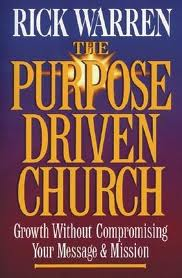 RICK WARREN
THE
PURPOSE
DRIVEN
CHURCH
Growth Without Compromising
Your Message & Mission